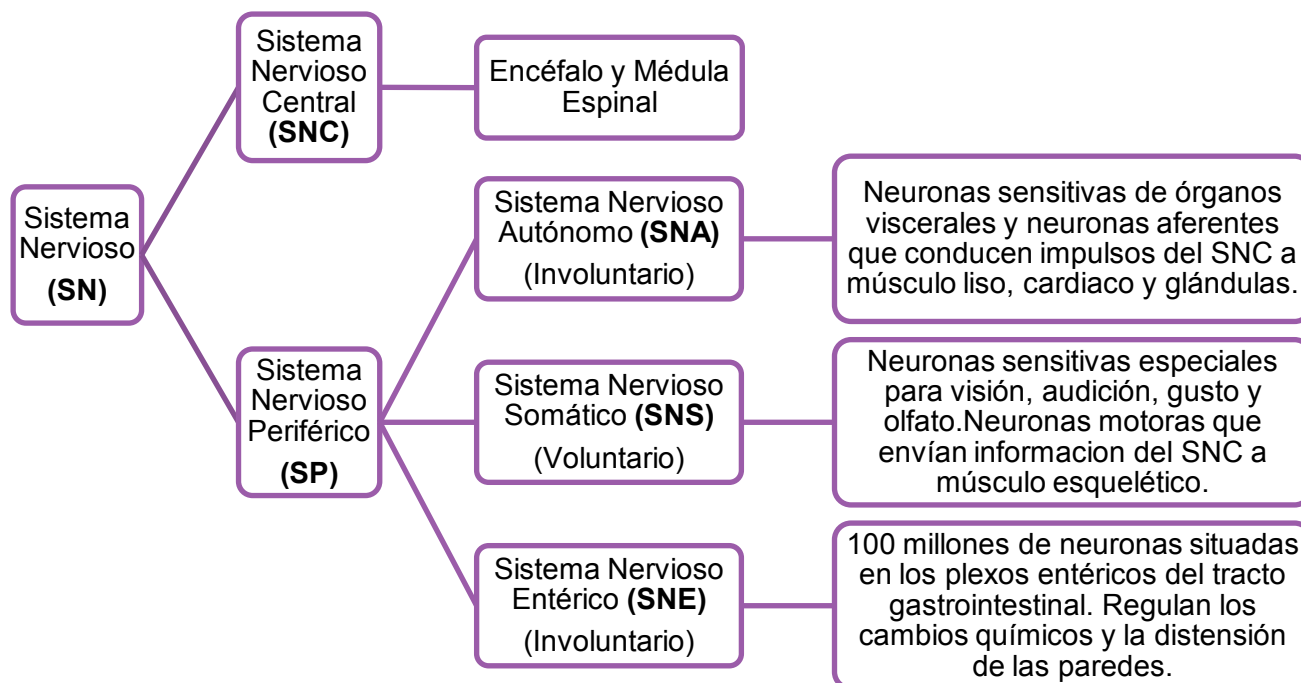 Sistema
Nervioso
(SN)
Sistema
Nervioso
Central
(SNC)
Encéfalo y Médula
Espinal
Sistema
Nervioso
Periférico
(SP)
Sistema Nervioso
Autónomo (SNA)
(Involuntario)
Neuronas sensitivas de órganos
viscerales y neuronas aferentes
que conducen impulsos del SNC a
músculo liso, cardiaco y glándulas.
Sistema Nervioso
Somático (SNS)
(Voluntario)
Neuronas sensitivas especiales
para visión, audición, gusto y
olfato.Neuronas motoras que
envían informacion del SNC a
músculo esquelético.
Sistema Nervioso
Entérico (SNE)
(Involuntario)
100 millones de neuronas situadas
en los plexos entéricos del tracto
gastrointestinal. Regulan los
cambios químicos y la distensión
de las paredes.